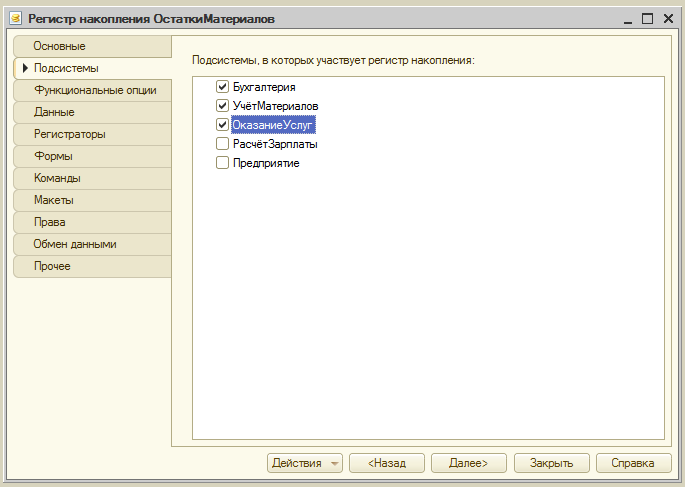 Регистр накопления ОстаткиМатериалов
Основные
Подсистемы
Функциональные опции
Данные
Регистраторы
Формы
Команды
Макеты
Права
Обмен данными
Прочее
Подсистемы, в которых участвует регистр накопления:
Бухгалтерия
УчётМатериалов
ОказаниеУслуг
РасчётЗарплаты
Предприятие
Действия
<Назад
Далее>
Закрыть
Справка